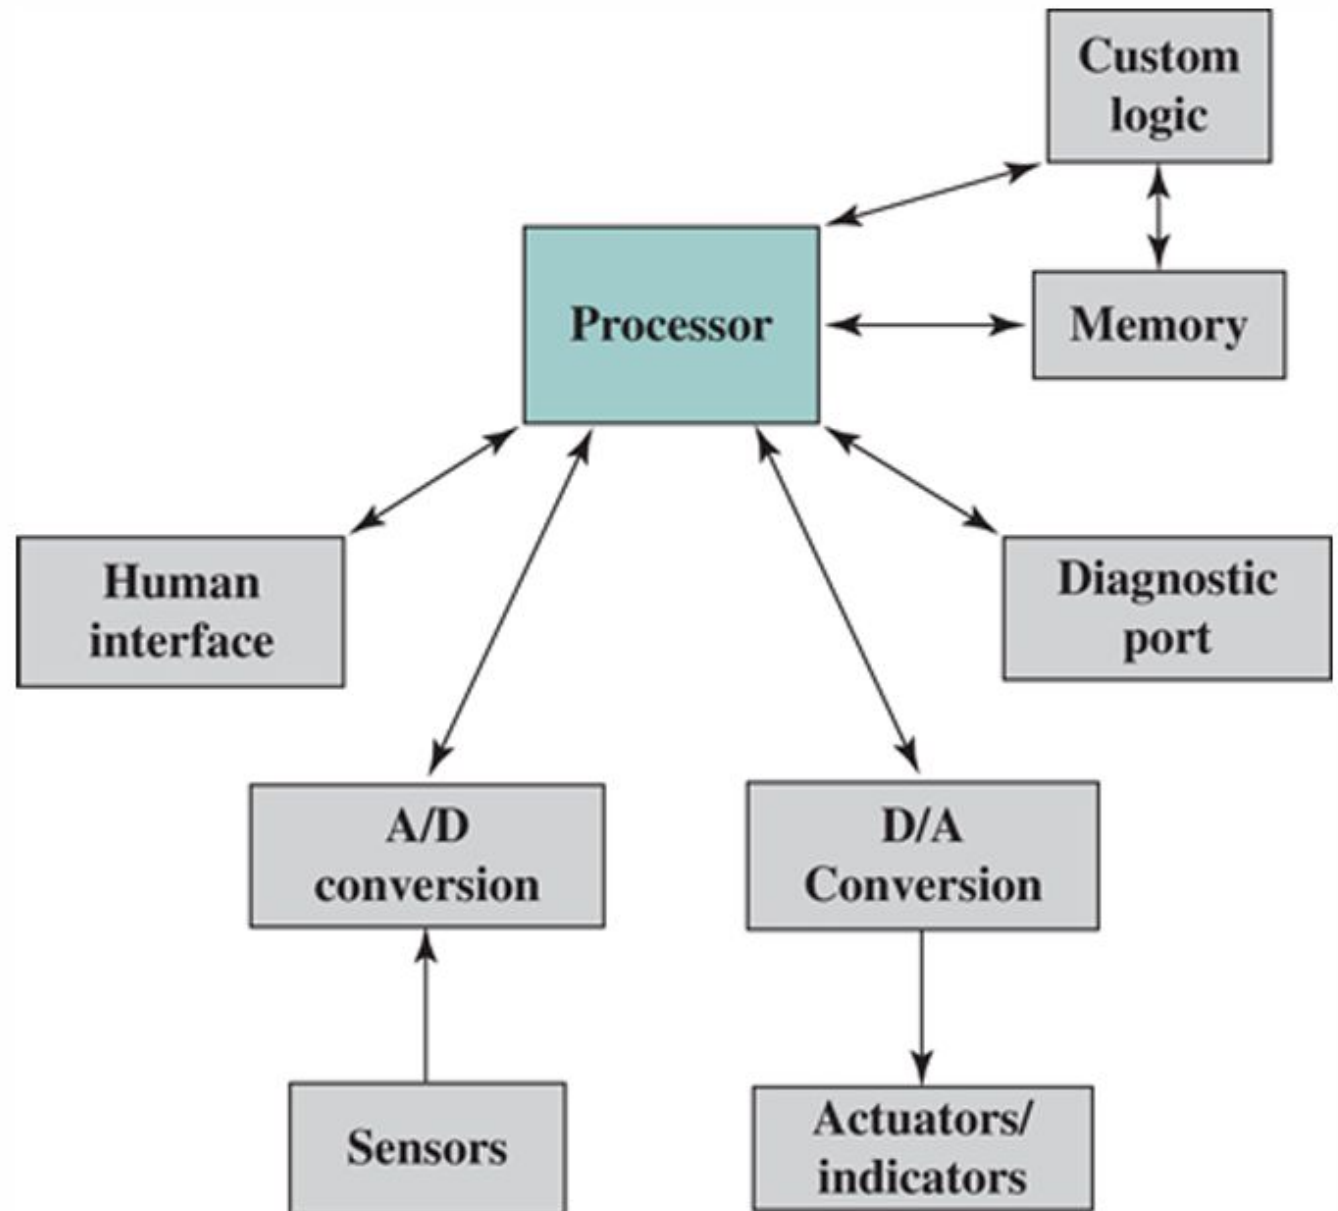 Custom
logic
Processor
Memory
Human
interface
Diagnostic
port
A/D
conversion
D/A
Conversion
Sensors
Actuators/
indicators